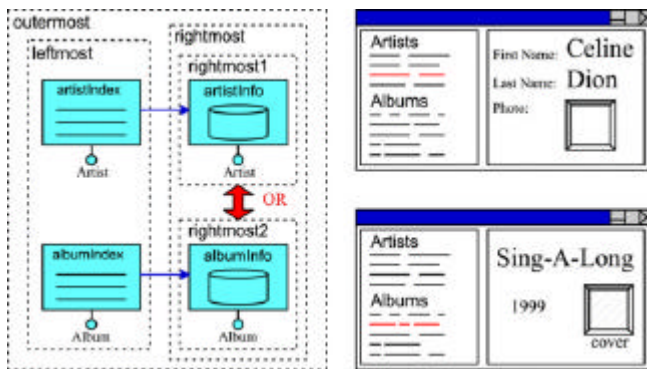 outermost
leftmost
rightmost
rightmost1
artistIndex
artistInfo
Artist
Artist
OR
rightmost2
albumIndex
albumInfo
Album
Album
Artists
Albums
First Name: Celine
Last Name: Dion
Photo:
Artists
Albums
Sing-A-Long
1999
cover